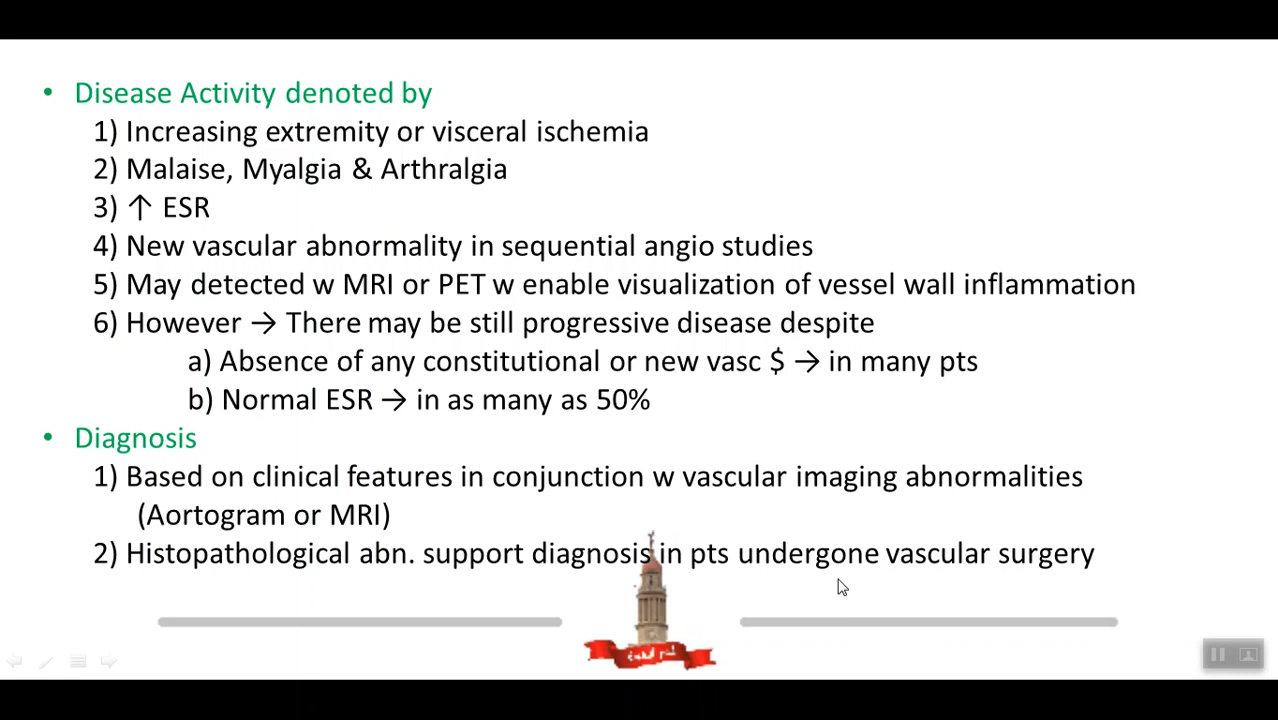 • Disease Activity denoted by
1) Increasing extremity or visceral ischemia
2) Malaise, Myalgia & Arthralgia
3) ↑ ESR
4) New vascular abnormality in sequential angio studies
5) May detected w MRI or PET w enable visualization of vessel wall inflammation
6) However → There may be still progressive disease despite
a) Absence of any constitutional or new vasc $ → in many pts
b) Normal ESR → in as many as 50%
• Diagnosis
1) Based on clinical features in conjunction w vascular imaging abnormalities
(Aortogram or MRI)
2) Histopathological abn. support diagnosis in pts undergone vascular surgery